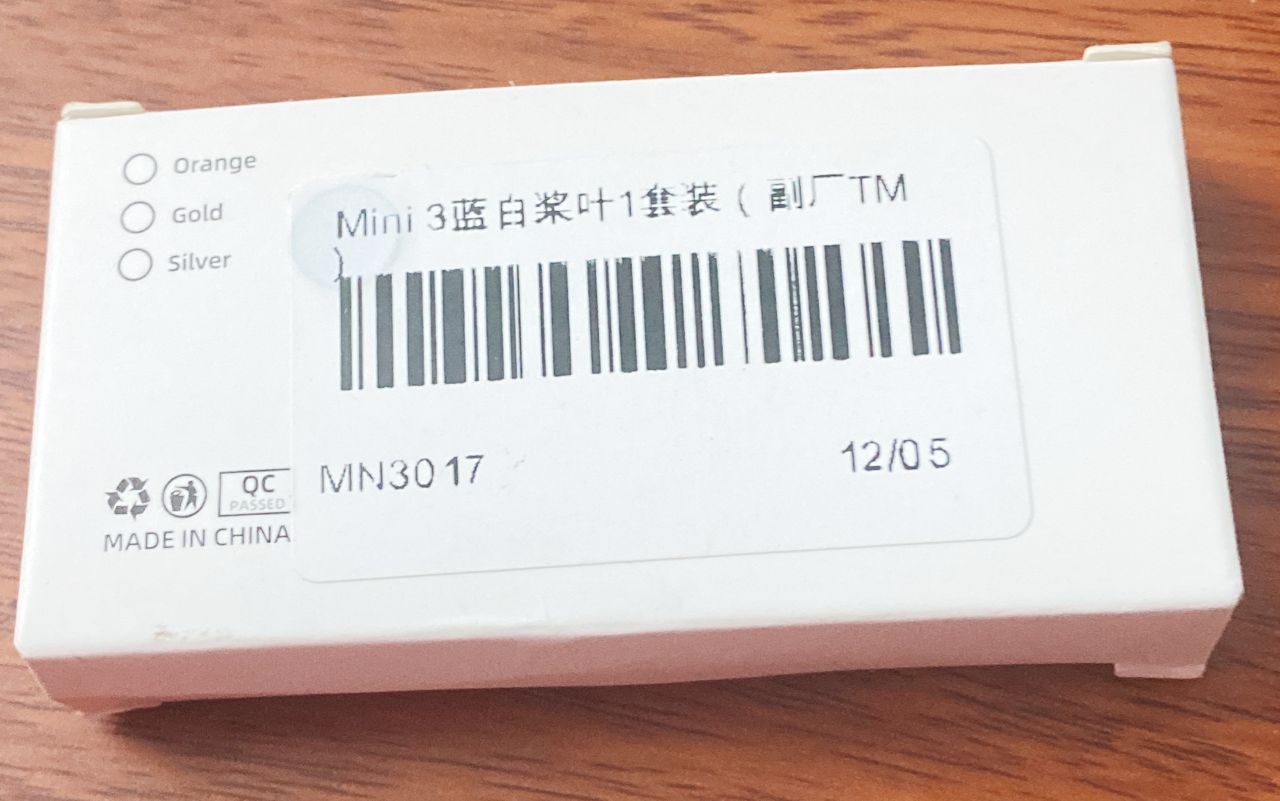 Orange
Gold
Silver
Mini 3蓝白桨叶1套装（副厂TM
）
MN3017
12/05
QC
PASSED
MADE IN CHINA